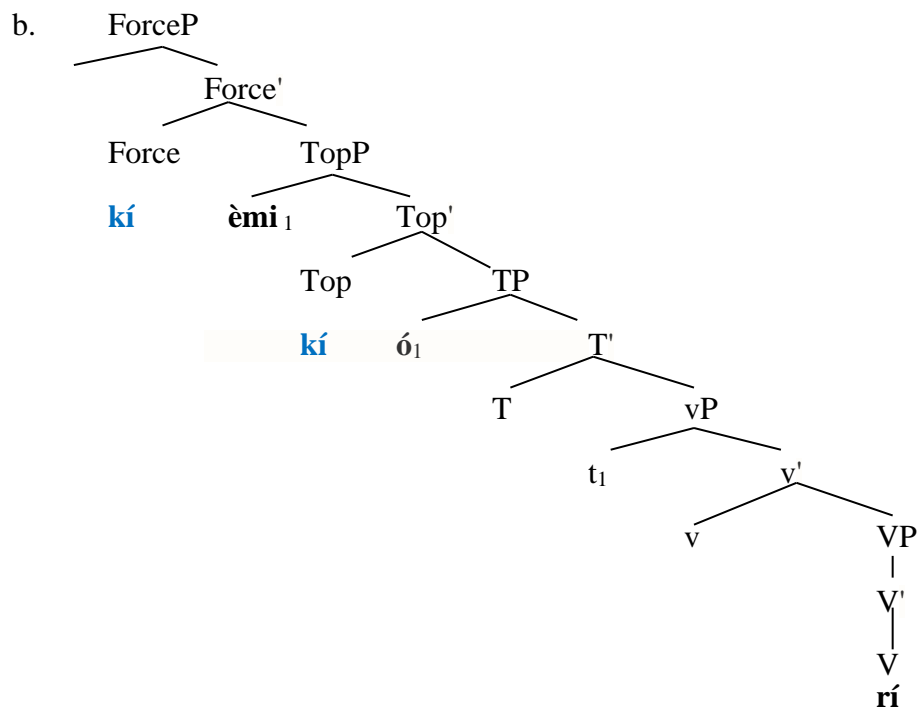 b. ForceP
Force'
Force TopP
kí èmi 1 Top'
Top TP
kí ó1 T'
T vP
t1 v'
v VP
V'
V
rí